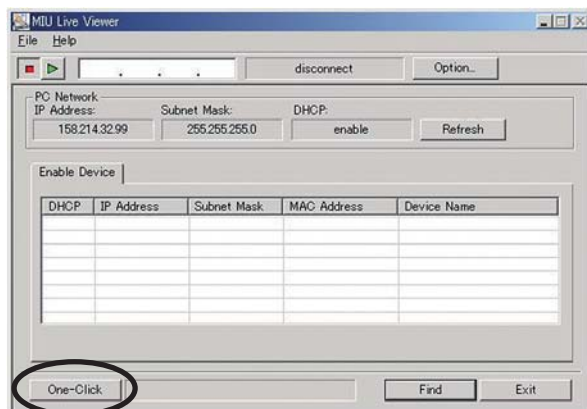 MIU Live Viewer
File Help
. . . disconnect Option...
PC Network
IP Address: Subnet Mask: DHCP:
158.214.32.99 255.255.255.0 enable Refresh
Enable Device
DHCP IP Address Subnet Mask MAC Address Device Name
One-Click Find Exit